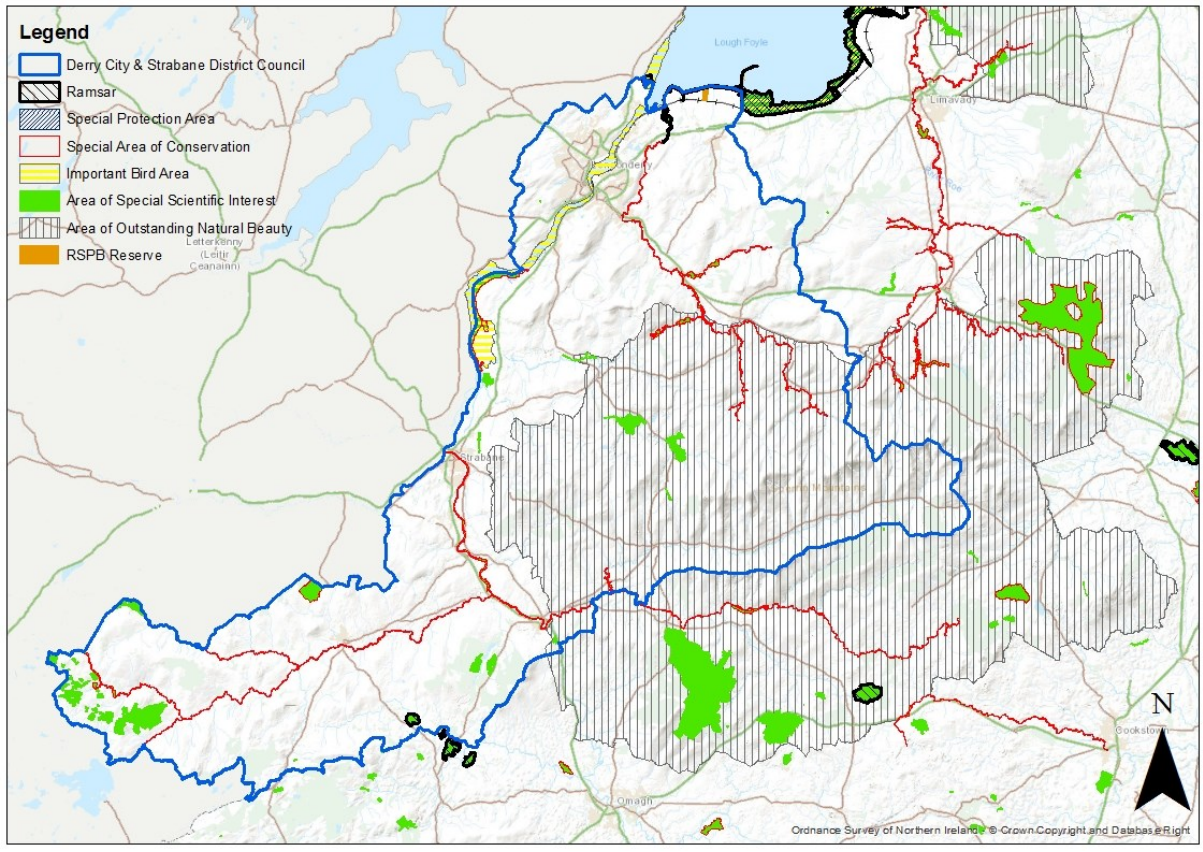 Legend
Derry City & Strabane District Council
Ramsar
Special Protection Area
Special Area of Conservation
Important Bird Area
Area of Special Scientific Interest
Area of Outstanding Natural Beauty
RSPB Reserve
Lough Foyle
Limavady
Letterkenny
(Leitir
Ceanainn)
Strabane
Mountains
N
Cookstown
Omagh
Ordnance Survey of Northern Ireland - © Crown Copyright and Database Right